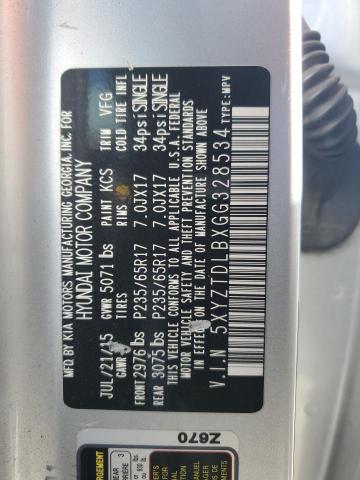 MFG BY KIA MOTORS MANUFACTURING GEORGIA, INC. FOR
HYUNDAI MOTOR COMPANY
JUL/21/15 GVWR 5071 lbs PAINT KCS TRIM VFG
GAWR TIRES RIMS COLD TIRE INFL
FRONT 2976 lbs P235/65R17 7.0JX17 34psi SINGLE
REAR 3075 lbs P235/65R17 7.0JX17 34psi SINGLE
THIS VEHICLE CONFORMS TO ALL APPLICABLE U.S.A. FEDERAL
MOTOR VEHICLE SAFETY AND THEFT PREVENTION STANDARDS
IN EFFECT ON THE DATE OF MANUFACTURE SHOWN ABOVE.
V.I.N 5XYZTDLBXGG328534 TYPE:MPV
Z670